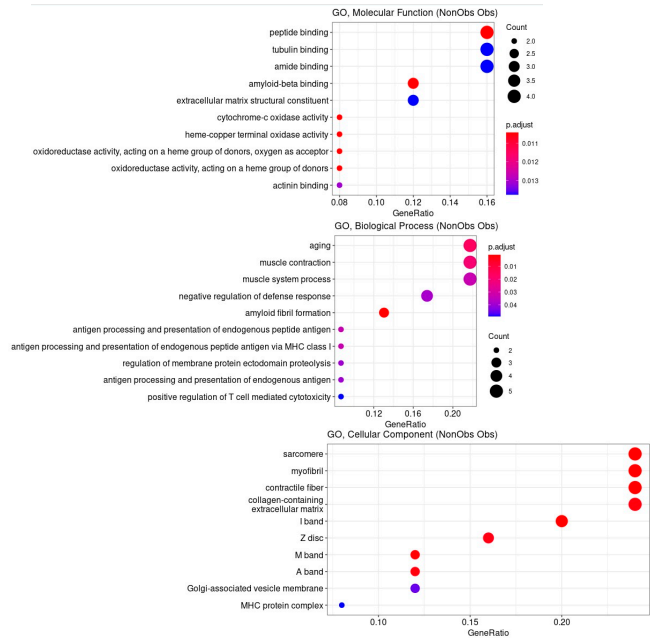 GO, Molecular Function (NonObs Obs)
peptide binding
tubulin binding
amide binding
amyloid-beta binding
extracellular matrix structural constituent
cytochrome-c oxidase activity
heme-copper terminal oxidase activity
oxidoreductase activity, acting on a heme group of donors, oxygen as acceptor
oxidoreductase activity, acting on a heme group of donors
actinin binding
0.08 0.10 0.12 0.14 0.16
GeneRatio
Count
2.0
2.5
3.0
3.5
4.0
p.adjust
0.011
0.012
0.013
GO, Biological Process (NonObs Obs)
aging
muscle contraction
muscle system process
negative regulation of defense response
amyloid fibril formation
antigen processing and presentation of endogenous peptide antigen
antigen processing and presentation of endogenous peptide antigen via MHC class I
regulation of membrane protein ectodomain proteolysis
antigen processing and presentation of endogenous antigen
positive regulation of T cell mediated cytotoxicity
0.12 0.16 0.20
GeneRatio
p.adjust
0.01
0.02
0.03
0.04
Count
2
3
4
5
GO, Cellular Component (NonObs Obs)
sarcomere
myofibril
contractile fiber
collagen-containing
extracellular matrix
I band
Z disc
M band
A band
Golgi-associated vesicle membrane
MHC protein complex
0.10 0.15 0.20
GeneRatio